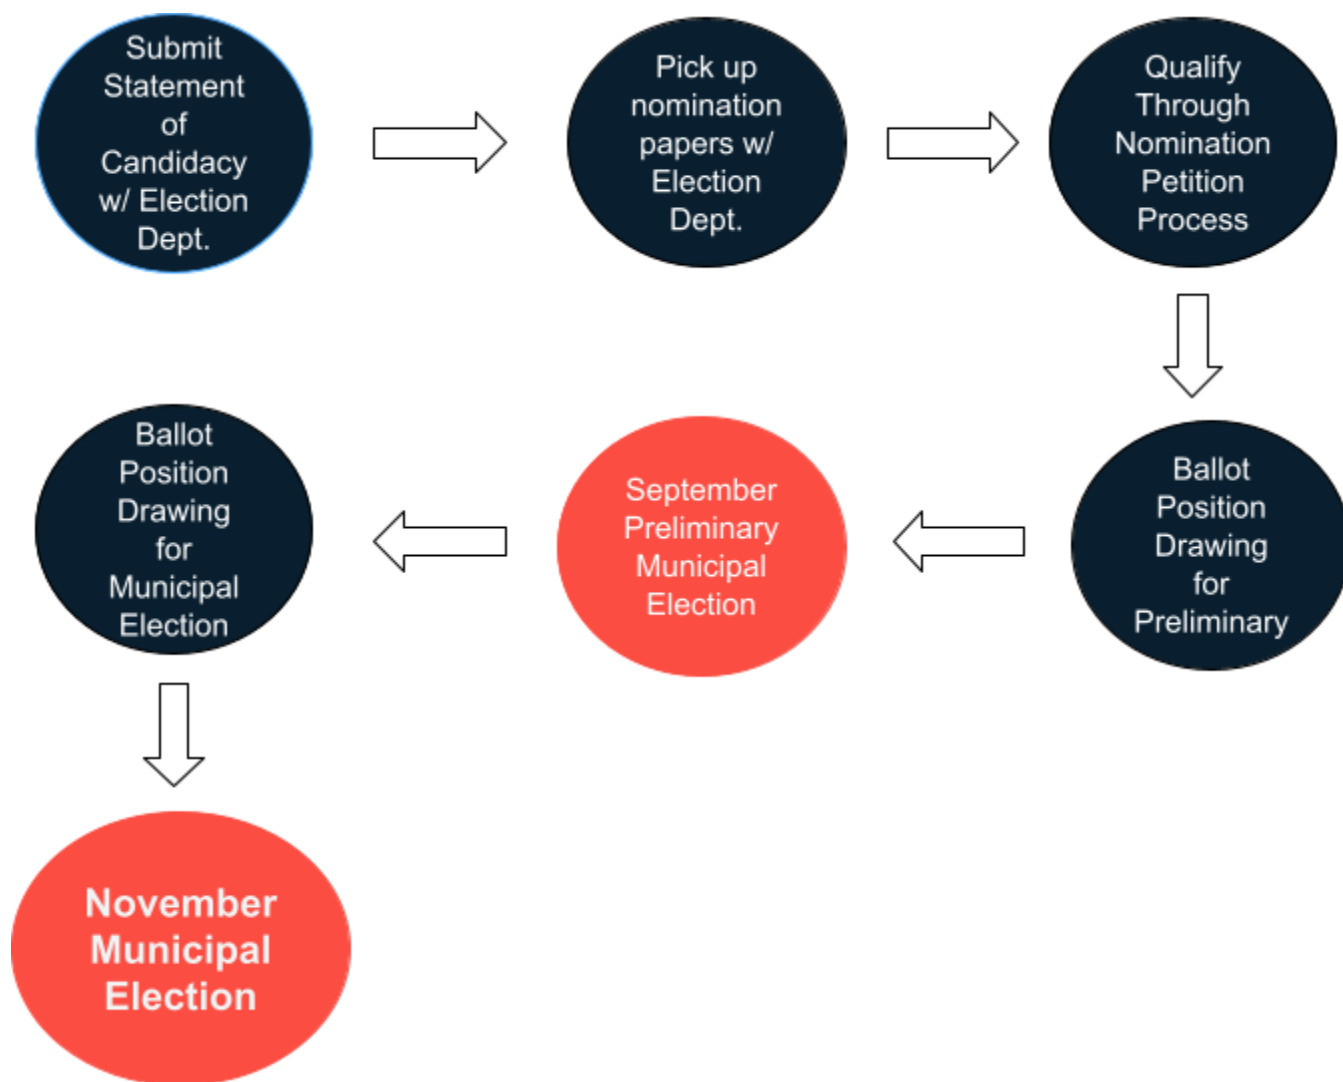 Submit
Statement
of
Candidacy
w/ Election
Dept.
Pick up
nomination
papers w/
Election
Dept.
Qualify
Through
Nomination
Petition
Process
Ballot
Position
Drawing
for
Preliminary
September
Preliminary
Municipal
Election
Ballot
Position
Drawing
for
Municipal
Election
November
Municipal
Election